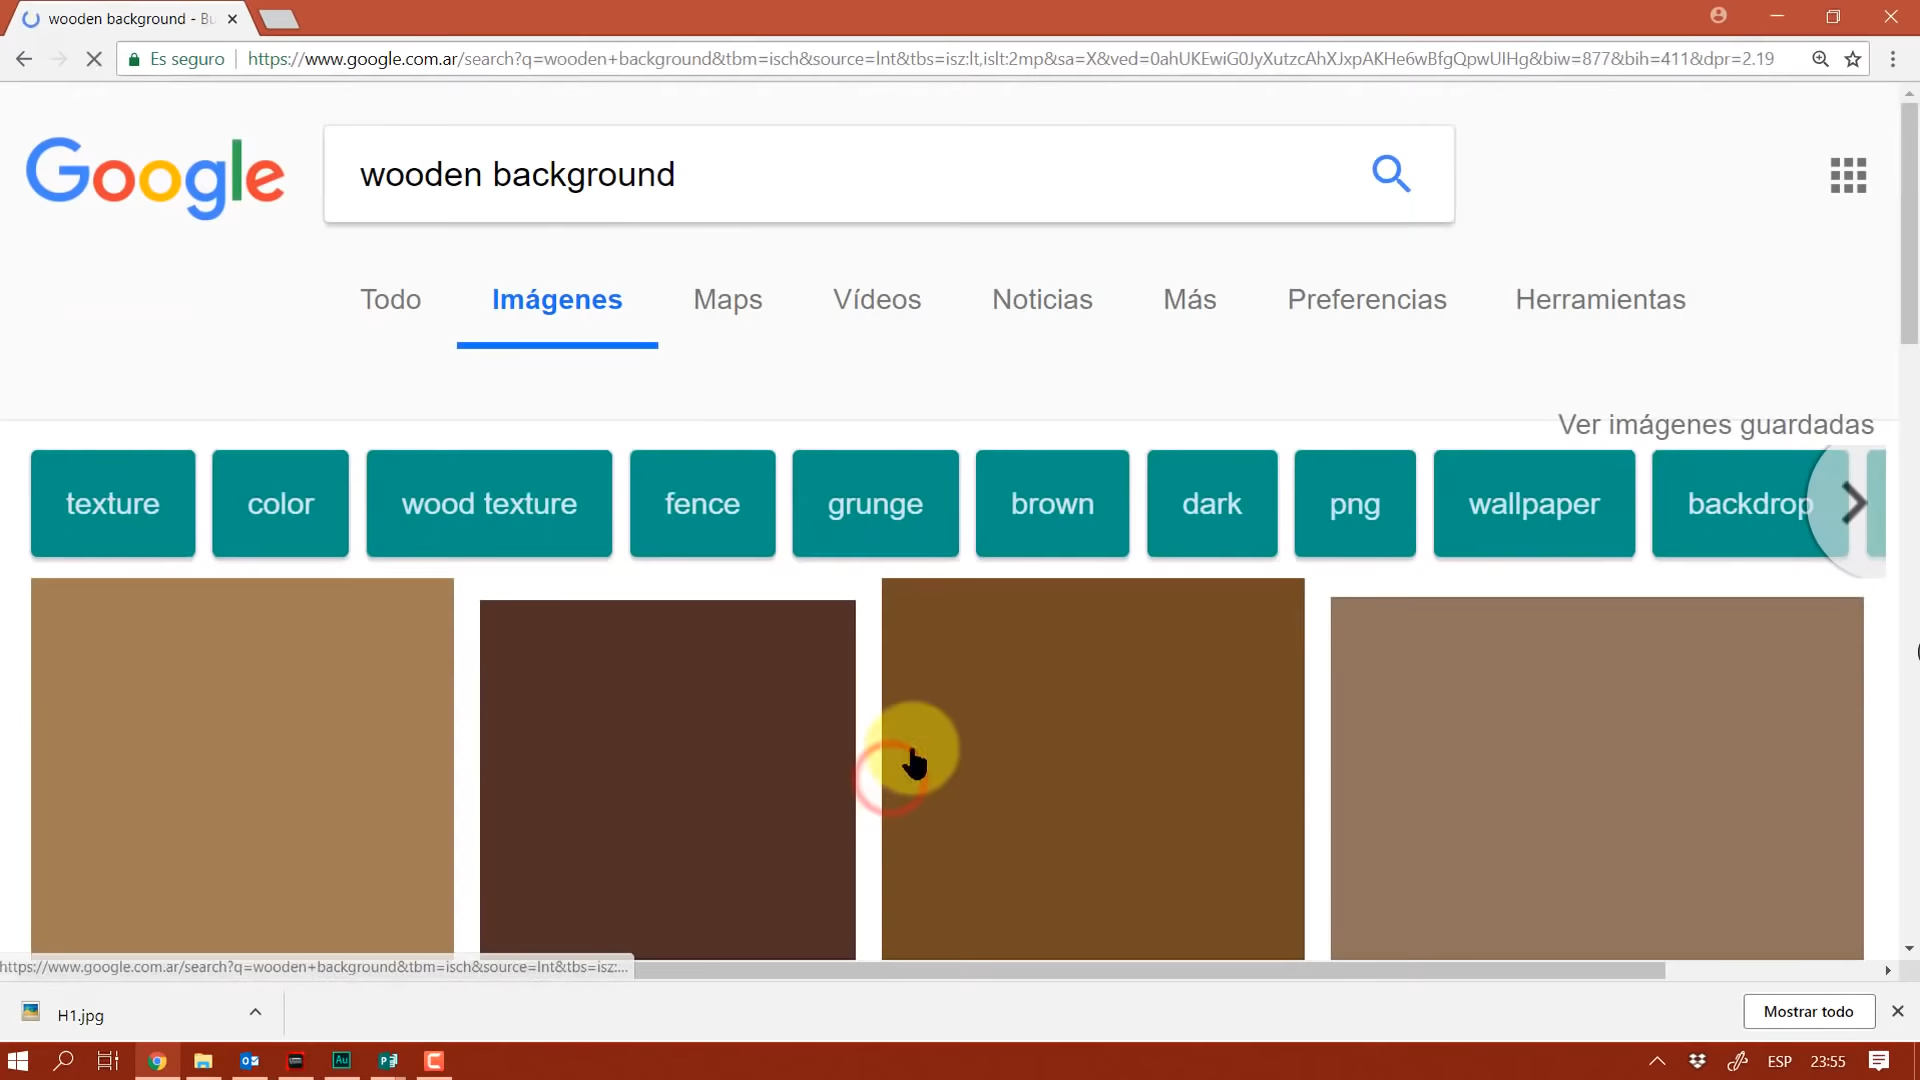 wooden background - Bu
Es seguro
https://www.google.com.ar/search?q=wooden+background&tbm=isch&source=lnt&tbs=isz:lt,islt:2mp&sa=X&ved=0ahUKEwiG0JyXutzcAhXJxpAKHe6wBfgQpwUIHg&biw=877&bih=411&dpr=2.19
Google
wooden background
Todo Imágenes Maps Vídeos Noticias Más Preferencias Herramientas
Ver imágenes guardadas
texture color wood texture fence grunge brown dark png wallpaper backdrop
https://www.google.com.ar/search?q=wooden+background&tbm=isch&source=lnt&tbs=isz:...
H1.jpg
Mostrar todo
Au
ESP 23:55